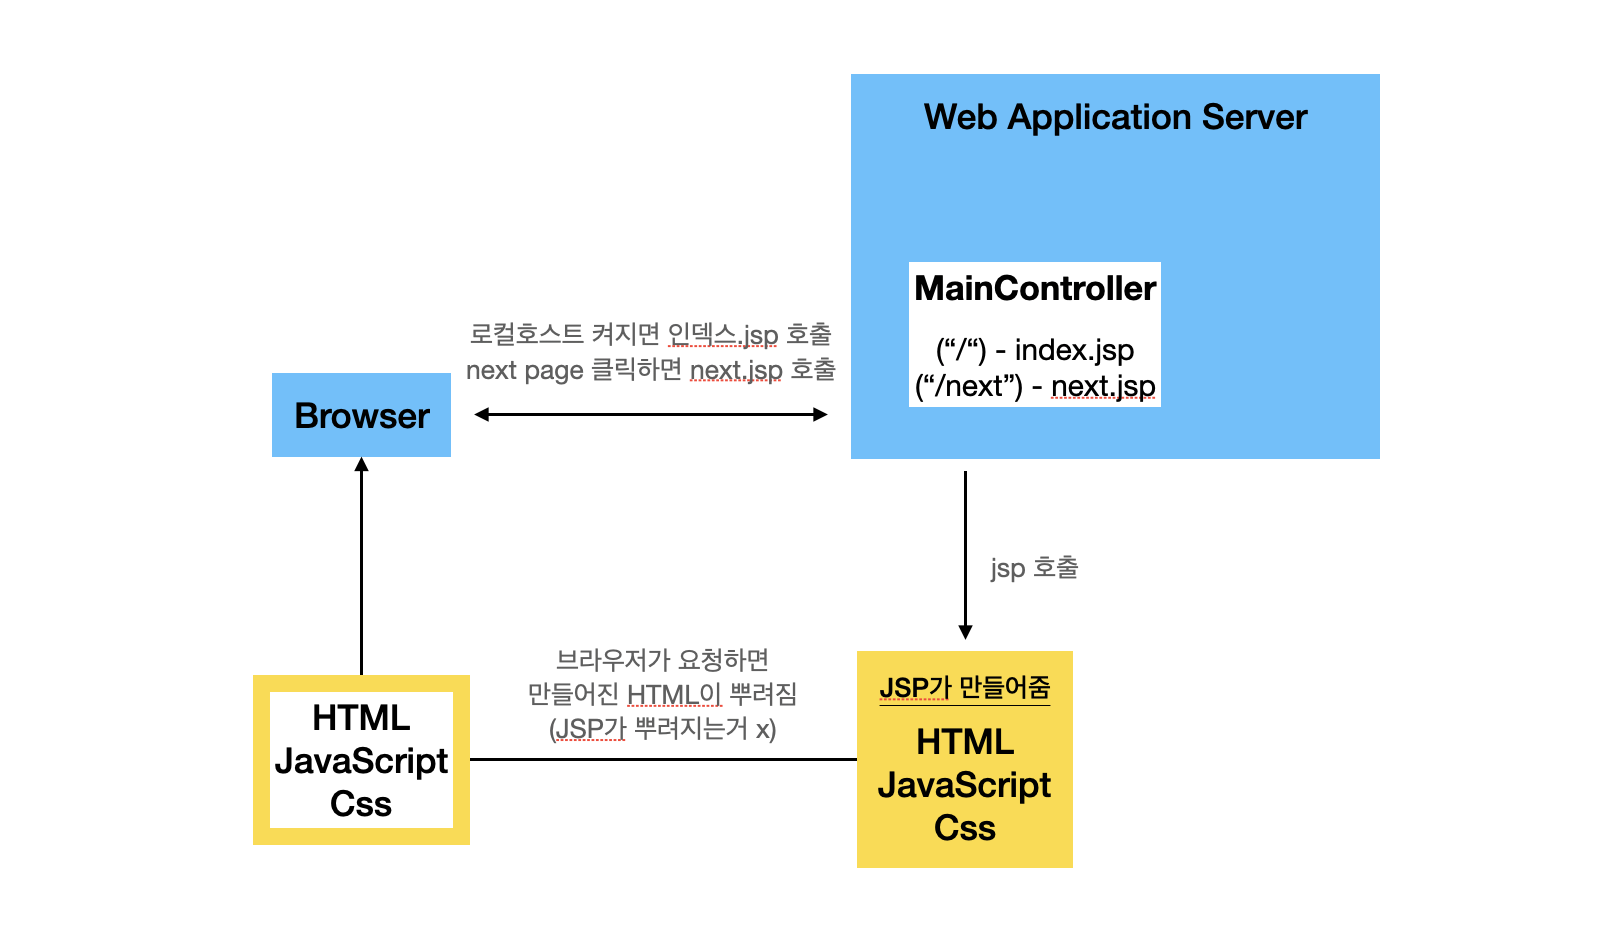 Web Application Server
MainController
(“/“) - index.jsp
(“/next”) - next.jsp
로컬호스트 켜지면 인덱스.jsp 호출
next page 클릭하면 next.jsp 호출
Browser
jsp 호출
브라우저가 요청하면
만들어진 HTML이 뿌려짐
(JSP가 뿌려지는거 x)
HTML
JavaScript
Css
JSP가 만들어줌
HTML
JavaScript
Css